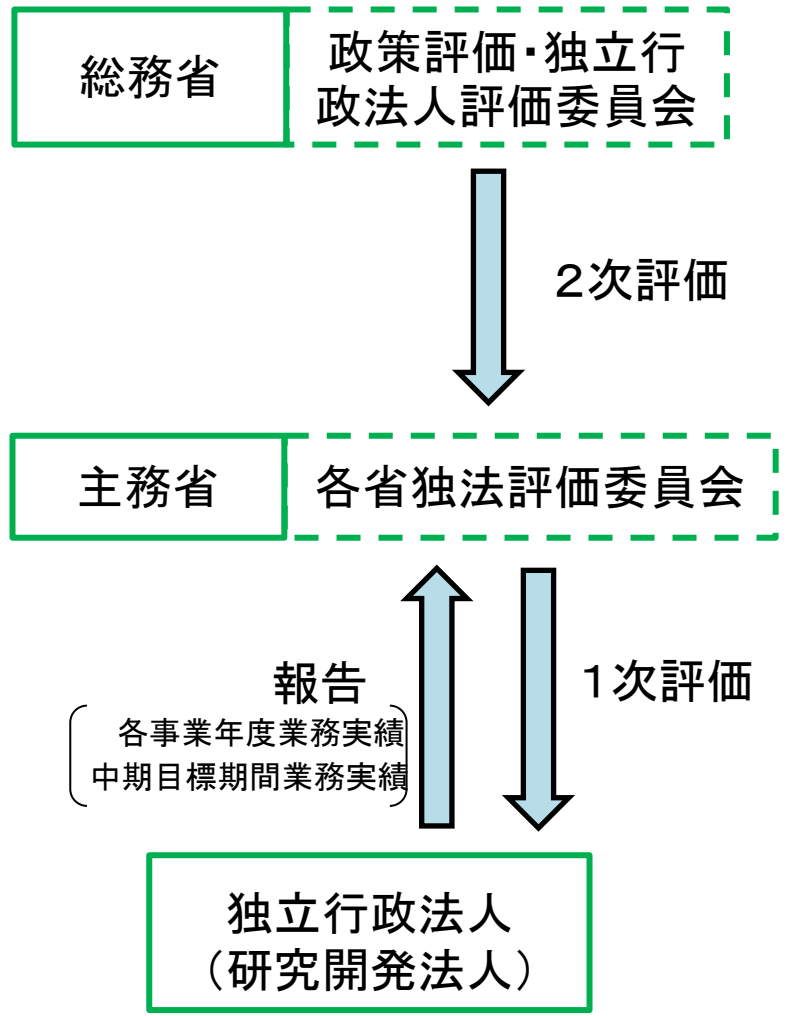 総務省
政策評価・独立行
政法人評価委員会
２次評価
主務省
各省独法評価委員会
報告
各事業年度業務実績
中期目標期間業務実績
１次評価
独立行政法人
（研究開発法人）